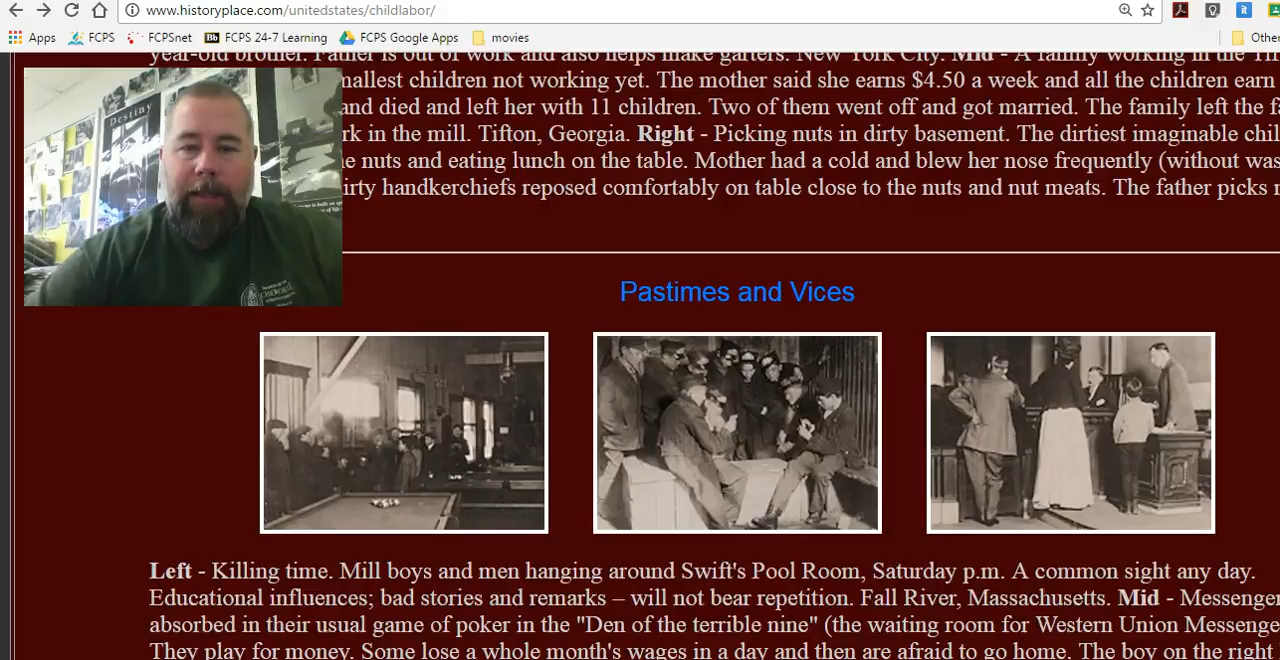 www.historyplace.com/unitedstates/childlabor/
Apps FCPS FCPSnet Bb FCPS 24-7 Learning FCPS Google Apps movies Other
year-old brother. Father is out of work and also helps make garters. New York City. Mid - A family working in the
mallest children not working yet. The mother said she earns $4.50 a week and all the children earn
and died and left her with 11 children. Two of them went off and got married. The family left the
rk in the mill. Tifton, Georgia. Right - Picking nuts in dirty basement. The dirtiest imaginable
e nuts and eating lunch on the table. Mother had a cold and blew her nose frequently (without
irty handkerchiefs reposed comfortably on table close to the nuts and nut meats. The father picks
Destiny
CHEROKEE
Pastimes and Vices
Left - Killing time. Mill boys and men hanging around Swift's Pool Room, Saturday p.m. A common sight any day.
Educational influences; bad stories and remarks – will not bear repetition. Fall River, Massachusetts. Mid - Messenger
absorbed in their usual game of poker in the "Den of the terrible nine" (the waiting room for Western Union Messenge
They play for money. Some lose a whole month's wages in a day and then are afraid to go home. The boy on the right